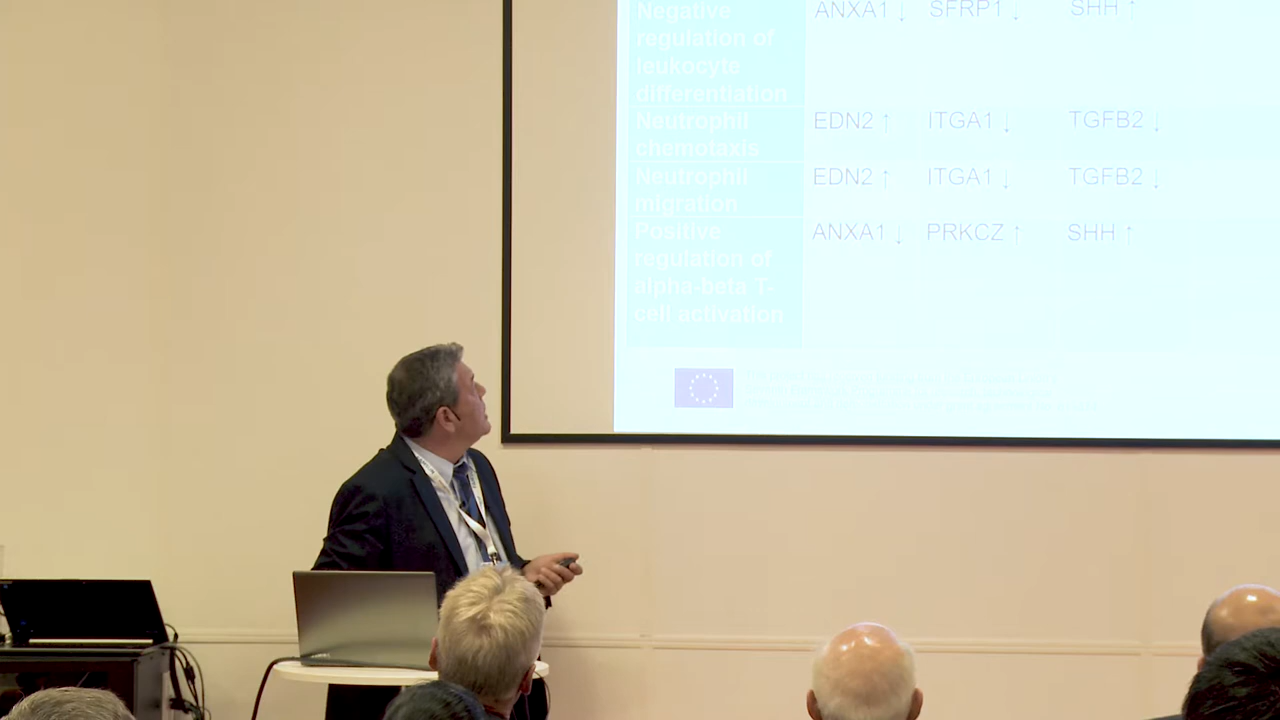 Negative ANXA1 ↓ SFRP1 ↓ SHH ↑
regulation of
leukocyte
differentiation
Neutrophil EDN2 ↑ ITGA1 ↓ TGFB2 ↓
chemotaxis
Neutrophil EDN2 ↑ ITGA1 ↓ TGFB2 ↓
migration
Positive ANXA1 ↓ PRKCZ ↑ SHH ↑
regulation of
alpha-beta T-
cell activation